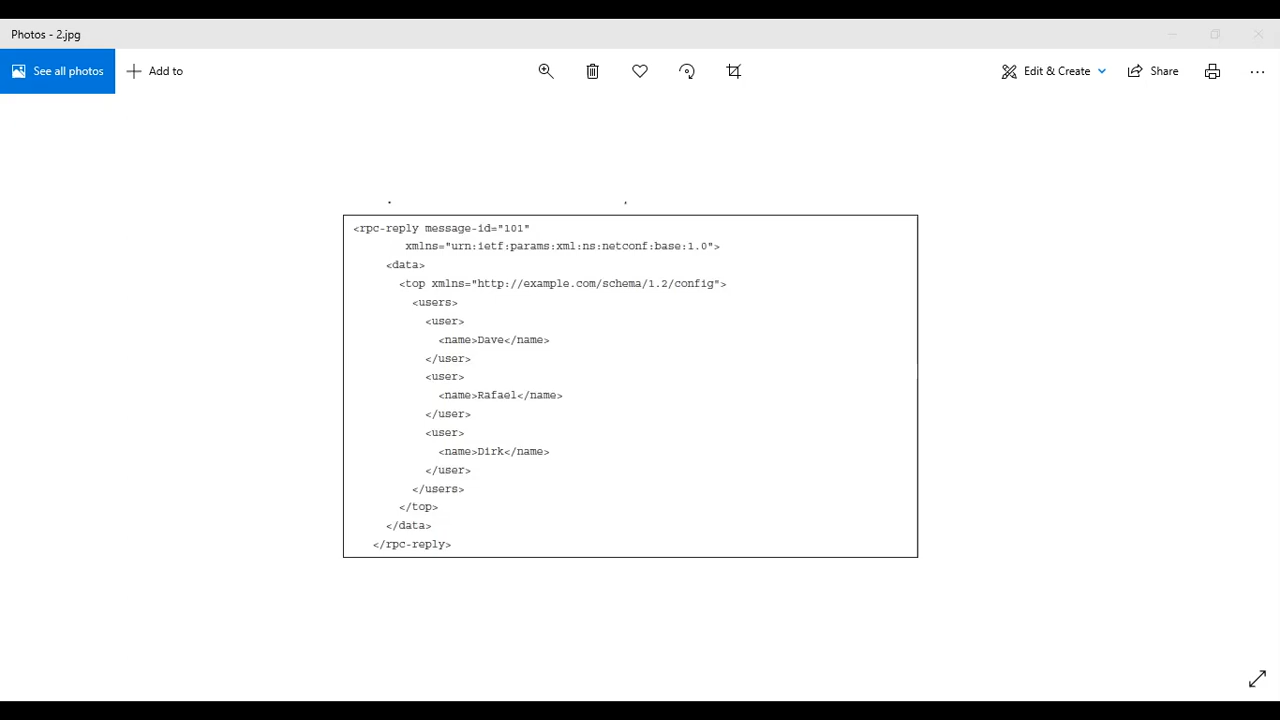 Photos - 2.jpg
See all photos
Add to
Edit & Create
Share
<rpc-reply message-id="101"
xmlns="urn:ietf:params:xml:ns:netconf:base:1.0">
<data>
<top xmlns="http://example.com/schema/1.2/config">
<users>
<user>
<name>Dave</name>
</user>
<user>
<name>Rafael</name>
</user>
<user>
<name>Dirk</name>
</user>
</users>
</top>
</data>
</rpc-reply>